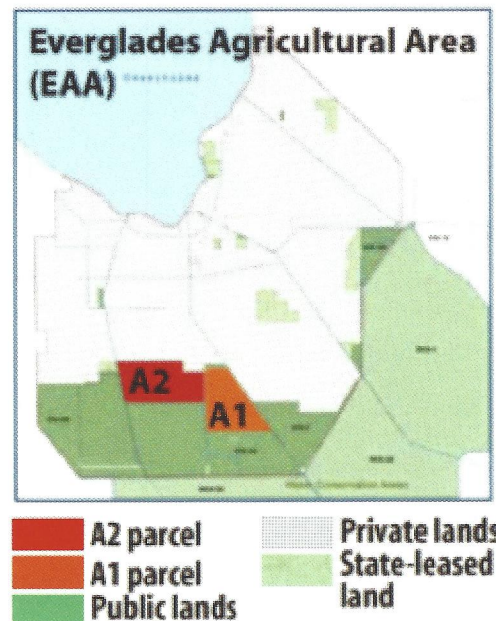 Everglades Agricultural Area
(EAA)
A2
A1
A2 parcel
A1 parcel
Public lands
Private lands
State-leased
land